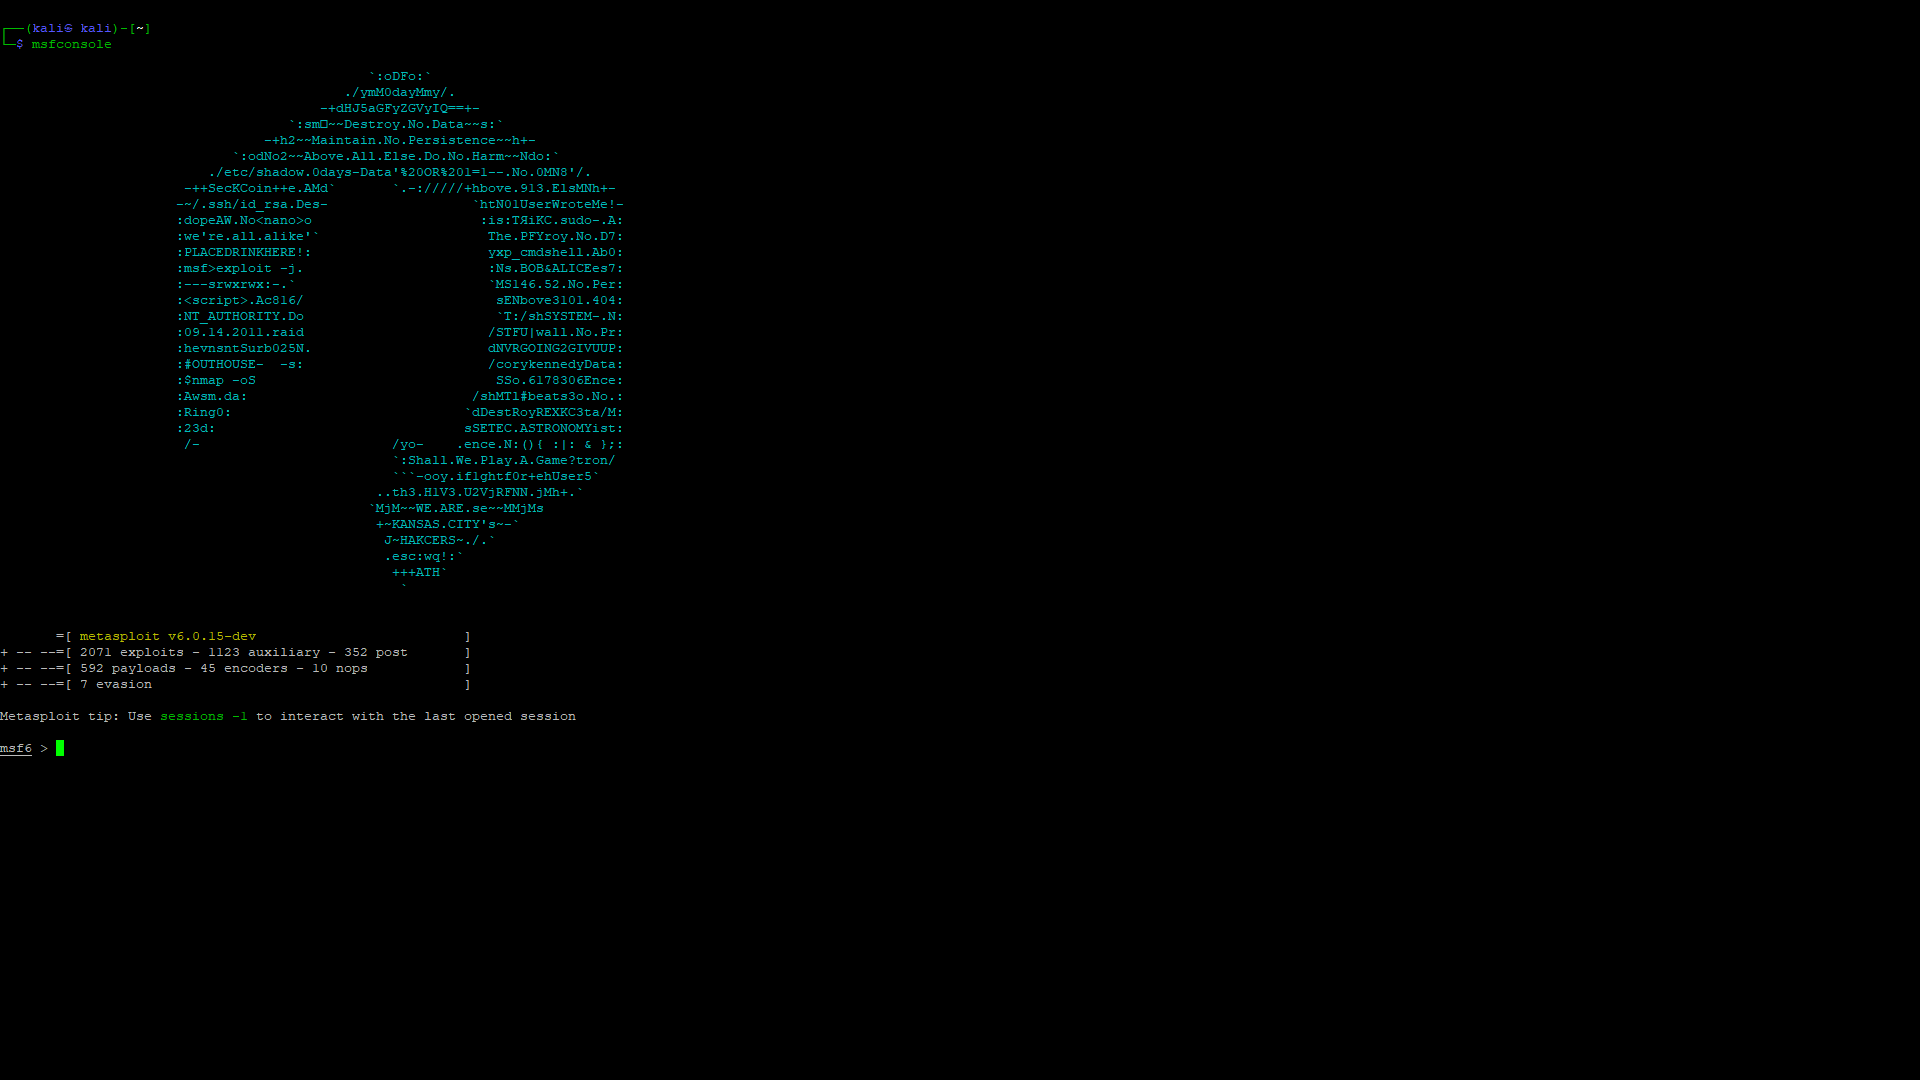 ┌──(kali㉿ kali)-[~]
└─$ msfconsole
`:oDFo:`
./ymM0dayMmy/.
-+dHJ5aGFyZGVyIQ==+-
`:sm□~~Destroy.No.Data~~s:`
-+h2~~Maintain.No.Persistence~~h+-
`:odNo2~~Above.All.Else.Do.No.Harm~~Ndo:`
./etc/shadow.0days-Data'%20OR%201=1--.No.0MN8'/.
-++SecKCoin++e.AMd`       `.-://///+hbove.913.ElsMNh+-
-~/.ssh/id_rsa.Des-                  `htN01UserWroteMe!-
:dopeAW.No<nano>o                     :is:TЯiKC.sudo-.A:
:we're.all.alike'`                     The.PFYroy.No.D7:
:PLACEDRINKHERE!:                      yxp_cmdshell.Ab0:
:msf>exploit -j.                       :Ns.BOB&ALICEes7:
:---srwxrwx:-.`                        `MS146.52.No.Per:
:<script>.Ac816/                        sENbove3101.404:
:NT_AUTHORITY.Do                        `T:/shSYSTEM-.N:
:09.14.2011.raid                       /STFU|wall.No.Pr:
:hevnsntSurb025N.                      dNVRGOING2GIVUUP:
:#OUTHOUSE-  -s:                       /corykennedyData:
:$nmap -oS                              SSo.6178306Ence:
:Awsm.da:                            /shMTl#beats3o.No.:
:Ring0:                             `dDestRoyREXKC3ta/M:
:23d:                               sSETEC.ASTRONOMYist:
/-                        /yo-    .ence.N:(){ :|: & };:
`:Shall.We.Play.A.Game?tron/
```-ooy.if1ghtf0r+ehUser5`
..th3.H1V3.U2VjRFNN.jMh+.`
`MjM~~WE.ARE.se~~MMjMs
+~KANSAS.CITY's~-`
J~HAKCERS~./.`
.esc:wq!:`
+++ATH`
`
=[ metasploit v6.0.15-dev                          ]
+ -- --=[ 2071 exploits - 1123 auxiliary - 352 post       ]
+ -- --=[ 592 payloads - 45 encoders - 10 nops            ]
+ -- --=[ 7 evasion                                       ]
Metasploit tip: Use sessions -1 to interact with the last opened session
msf6 >